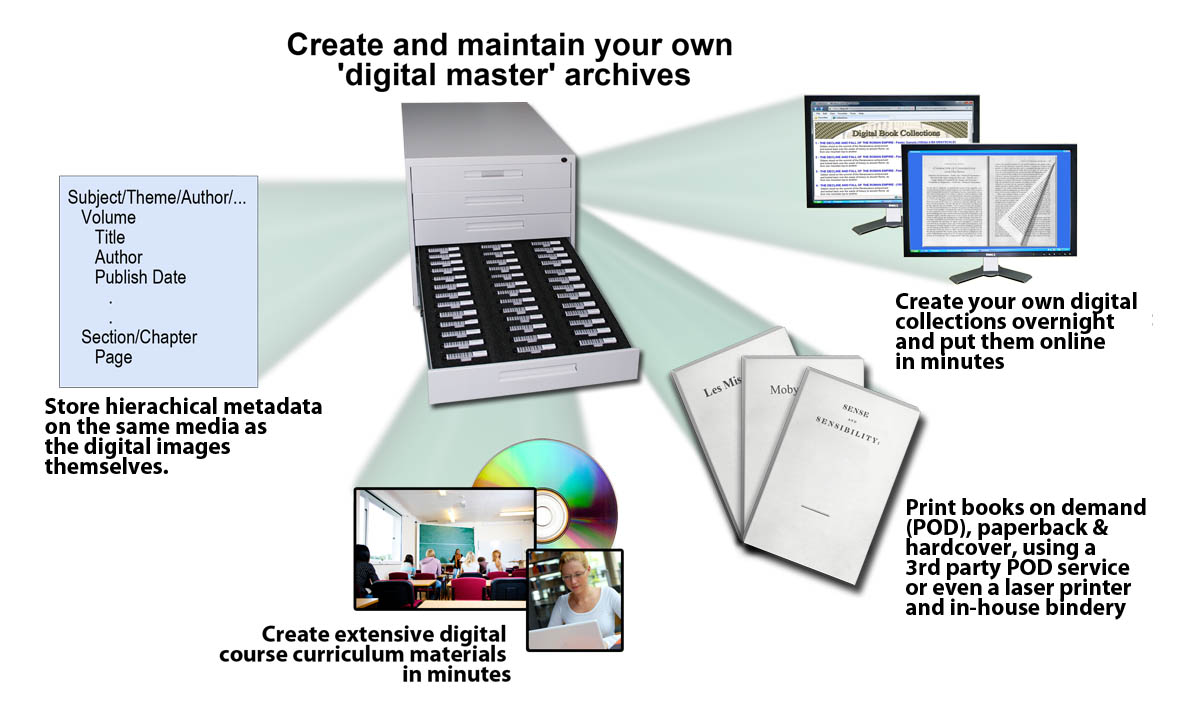 Create and maintain your own
'digital master' archives
Subject/Theme/Author/...
Volume
Title
Author
Publish Date
.
.
Section/Chapter
Page
Store hierachical metadata
on the same media as
the digital images
themselves.
Digital Book Collections
Create your own digital
collections overnight
and put them online
in minutes
Les Mis
Moby
SENSE
AND
SENSIBILITY;
Print books on demand
(POD), paperback &
hardcover, using a
3rd party POD service
or even a laser printer
and in-house bindery
Create extensive digital
course curriculum materials
in minutes